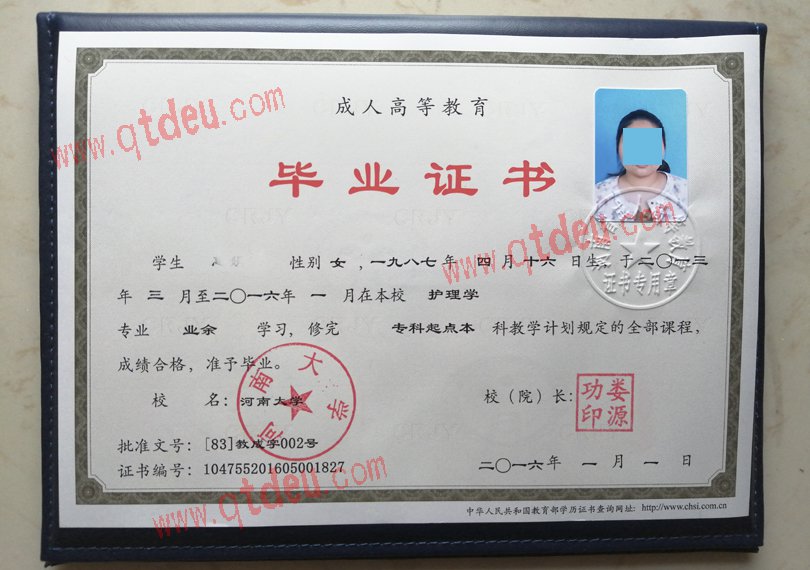 成人高等教育
毕业证书
学生 性别 女 ,一九八七年 四 月 十六 日生、于二〇一三
年 三 月至二〇一六年 一 月在本校 护理学
专业 业余 学习, 修完 专科起点本 科教学计划规定的全部课程,
成绩合格, 准予毕业。
校 名: 河南大学
校（院）长:
娄源功印
河南大学
批准文号: [83]教成字002号
证书编号: 104755201605001827
二〇一六年 一 月 一 日
中华人民共和国教育部学历证书查询网址: http://www.chsi.com.cn
证书专用章
www.qtdeu.com
www.qtdeu.com
www.qtdeu.com